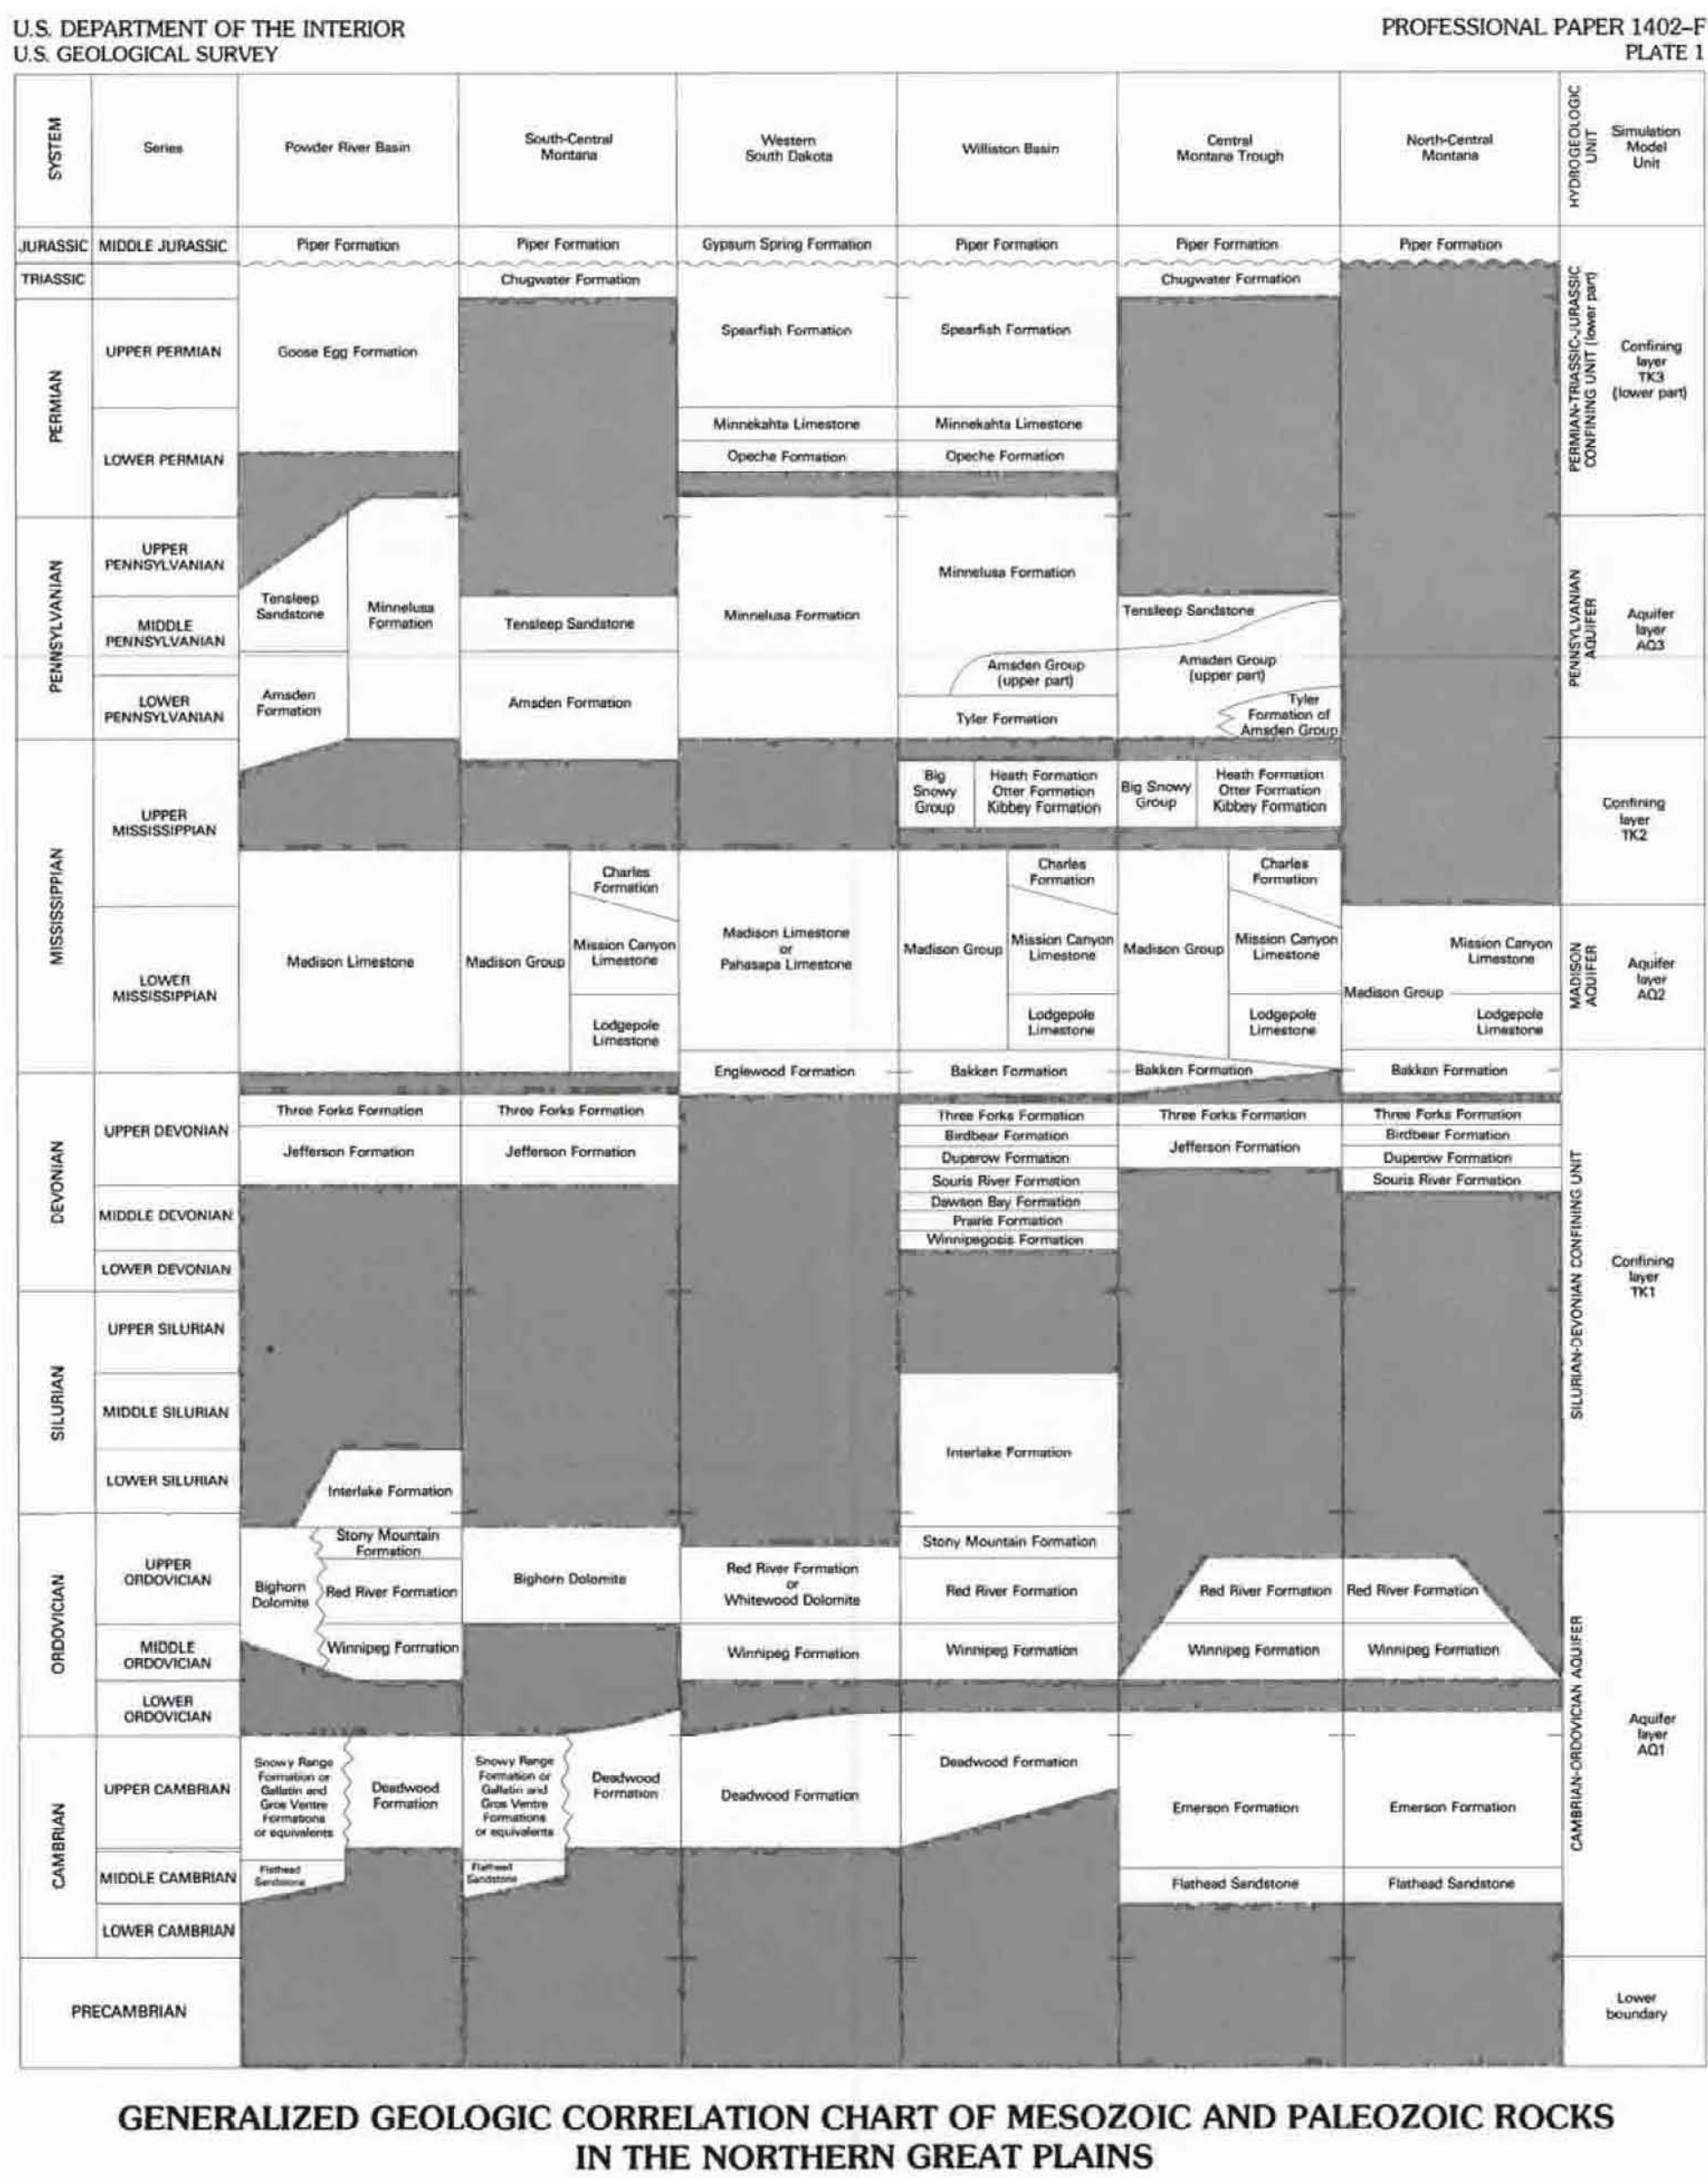 U.S. DEPARTMENT OF THE INTERIOR
U.S. GEOLOGICAL SURVEY
PROFESSIONAL PAPER 1402–F
PLATE 1
SYSTEM
Series
Powder River Basin
South-Central
Montana
Western
South Dakota
Williston Basin
Central
Montana Trough
North-Central
Montana
HYDROGEOLOGIC
UNIT
Simulation
Model
Unit
JURASSIC
MIDDLE JURASSIC
Piper Formation
Piper Formation
Gypsum Spring Formation
Piper Formation
Piper Formation
Piper Formation
TRIASSIC
Chugwater Formation
Chugwater Formation
PERMIAN
UPPER PERMIAN
Goose Egg Formation
Spearfish Formation
Spearfish Formation
PERMIAN-TRIASSIC-JURASSIC
CONFINING UNIT (lower part)
Confining
layer
TK3
(lower part)
LOWER PERMIAN
Minnekahta Limestone
Minnekahta Limestone
Opeche Formation
Opeche Formation
PENNSYLVANIAN
UPPER
PENNSYLVANIAN
MIDDLE
PENNSYLVANIAN
LOWER
PENNSYLVANIAN
Tensleep
Sandstone
Minnelusa
Formation
Amsden
Formation
Tensleep Sandstone
Amsden Formation
Minnelusa Formation
Minnelusa Formation
Amsden Group
(upper part)
Tyler Formation
Tensleep Sandstone
Amsden Group
(upper part)
Tyler
Formation of
Amsden Group
PENNSYLVANIAN
AQUIFER
Aquifer
layer
AQ3
MISSISSIPPIAN
UPPER
MISSISSIPPIAN
Big
Snowy
Group
Heath Formation
Otter Formation
Kibbey Formation
Big Snowy
Group
Heath Formation
Otter Formation
Kibbey Formation
Confining
layer
TK2
LOWER
MISSISSIPPIAN
Madison Limestone
Madison Group
Charles
Formation
Mission Canyon
Limestone
Lodgepole
Limestone
Madison Limestone
or
Pahasapa Limestone
Madison Group
Charles
Formation
Mission Canyon
Limestone
Lodgepole
Limestone
Madison Group
Charles
Formation
Mission Canyon
Limestone
Lodgepole
Limestone
Madison Group
Mission Canyon
Limestone
Lodgepole
Limestone
MADISON
AQUIFER
Aquifer
layer
AQ2
Englewood Formation
Bakken Formation
Bakken Formation
Bakken Formation
DEVONIAN
UPPER DEVONIAN
Three Forks Formation
Jefferson Formation
Three Forks Formation
Jefferson Formation
Three Forks Formation
Birdbear Formation
Duperow Formation
Souris River Formation
Dawson Bay Formation
Prairie Formation
Winnipegosis Formation
Three Forks Formation
Jefferson Formation
Three Forks Formation
Birdbear Formation
Duperow Formation
Souris River Formation
MIDDLE DEVONIAN
LOWER DEVONIAN
SILURIAN-DEVONIAN CONFINING UNIT
Confining
layer
TK1
SILURIAN
UPPER SILURIAN
MIDDLE SILURIAN
LOWER SILURIAN
Interlake Formation
Interlake Formation
ORDOVICIAN
UPPER
ORDOVICIAN
MIDDLE
ORDOVICIAN
LOWER
ORDOVICIAN
Bighorn
Dolomite
Stony Mountain
Formation
Red River Formation
Winnipeg Formation
Bighorn Dolomite
Red River Formation
or
Whitewood Dolomite
Winnipeg Formation
Stony Mountain Formation
Red River Formation
Winnipeg Formation
Red River Formation
Winnipeg Formation
Red River Formation
Winnipeg Formation
CAMBRIAN-ORDOVICIAN AQUIFER
Aquifer
layer
AQ1
CAMBRIAN
UPPER CAMBRIAN
Snowy Range
Formation or
Gallatin and
Gros Ventre
Formations
or equivalents
Deadwood
Formation
Snowy Range
Formation or
Gallatin and
Gros Ventre
Formations
or equivalents
Deadwood
Formation
Deadwood Formation
Deadwood Formation
Emerson Formation
Emerson Formation
MIDDLE CAMBRIAN
Flathead
Sandstone
Flathead
Sandstone
Flathead Sandstone
Flathead Sandstone
LOWER CAMBRIAN
PRECAMBRIAN
Lower
boundary
GENERALIZED GEOLOGIC CORRELATION CHART OF MESOZOIC AND PALEOZOIC ROCKS
IN THE NORTHERN GREAT PLAINS